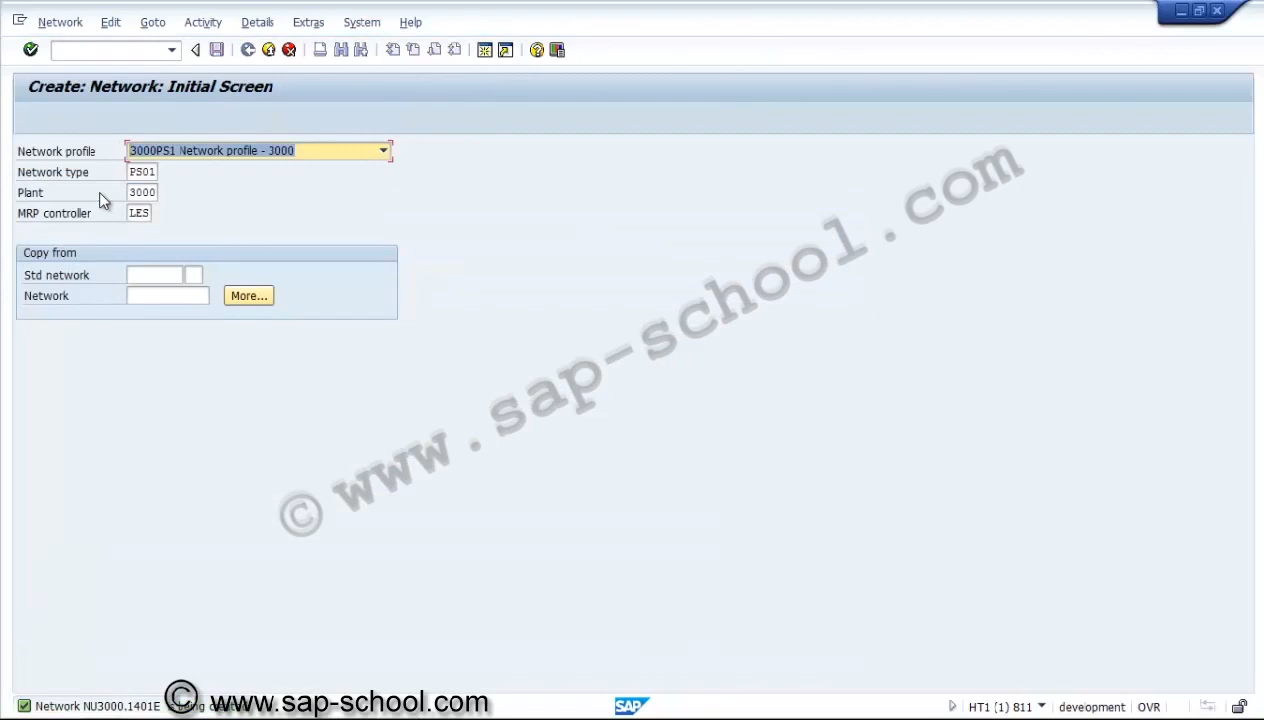 Network Edit Goto Activity Details Extras System Help
Create: Network: Initial Screen
Network profile 3000PS1 Network profile - 3000
Network type PS01
Plant 3000
MRP controller LES
Copy from
Std network
Network More...
© www.sap-school.com
Network NU3000.1401E being
© www.sap-school.com
SAP
HT1 (1) 811 development OVR